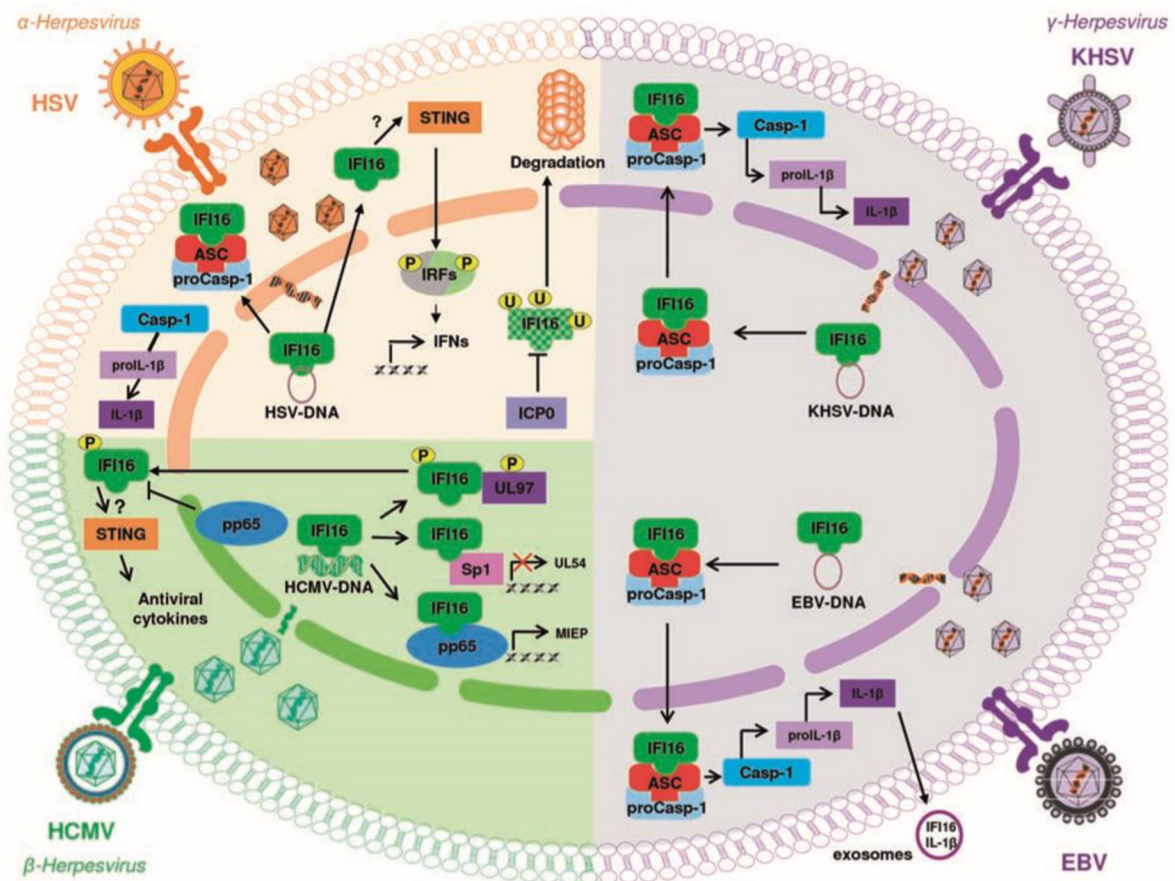 α-Herpesvirus
HSV
STING
?
IFI16
Degradation
IFI16
ASC
proCasp-1
P
P
IRFs
U
U
U
IFI16
Casp-1
proIL-1β
IL-1β
IFI16
HSV-DNA
IFNs
ICP0
γ-Herpesvirus
KHSV
IFI16
ASC
proCasp-1
Casp-1
proIL-1β
IL-1β
IFI16
ASC
proCasp-1
IFI16
KHSV-DNA
P
IFI16
?
STING
Antiviral
cytokines
pp65
IFI16
HCMV-DNA
P
P
IFI16
UL97
IFI16
Sp1
UL54
IFI16
pp65
MIEP
HCMV
β-Herpesvirus
IFI16
ASC
proCasp-1
IFI16
EBV-DNA
IFI16
ASC
proCasp-1
Casp-1
proIL-1β
IL-1β
exosomes
IFI16
IL-1β
EBV